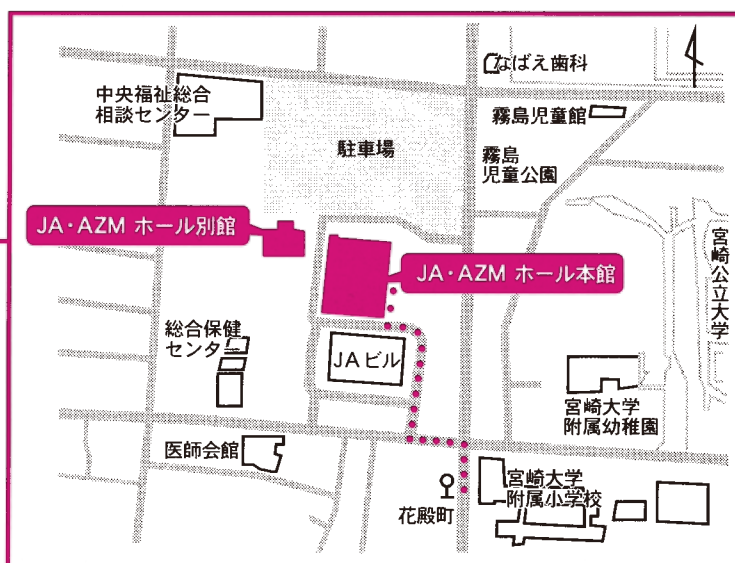 なばえ歯科
中央福祉総合
相談センター
霧島児童館
駐車場
霧島
児童公園
JA・AZM ホール別館
宮崎公立大学
JA・AZM ホール本館
総合保健
センター
JAビル
宮崎大学
附属幼稚園
医師会館
宮崎大学
附属小学校
花殿町